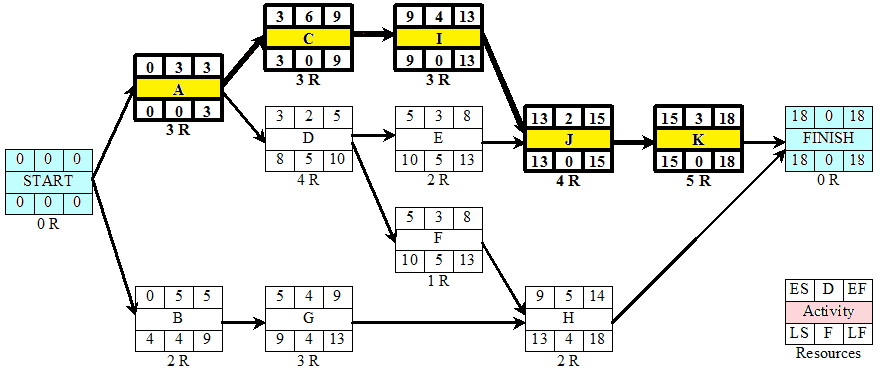 0 0 0
START
0 0 0
0 R
0 3 3
A
0 0 3
3 R
0 5 5
B
4 4 9
2 R
3 6 9
C
3 0 9
3 R
3 2 5
D
8 5 10
4 R
5 4 9
G
9 4 13
3 R
9 4 13
I
9 0 13
3 R
5 3 8
E
10 5 13
2 R
5 3 8
F
10 5 13
1 R
13 2 15
J
13 0 15
4 R
9 5 14
H
13 4 18
2 R
15 3 18
K
15 0 18
5 R
18 0 18
FINISH
18 0 18
0 R
ES D EF
Activity
LS F LF
Resources